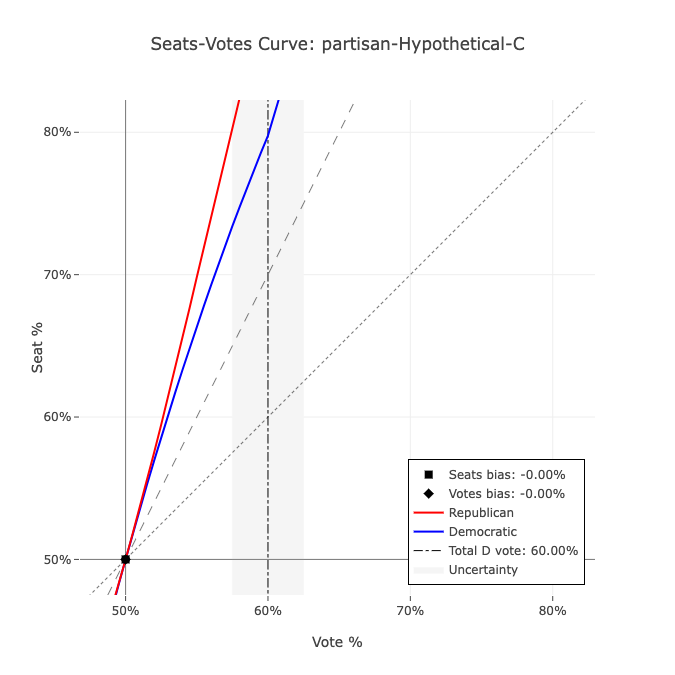 Seats-Votes Curve: partisan-Hypothetical-C
80%
70%
60%
50%
Seat %
Seats bias: -0.00%
Votes bias: -0.00%
Republican
Democratic
Total D vote: 60.00%
Uncertainty
50%
60%
70%
80%
Vote %